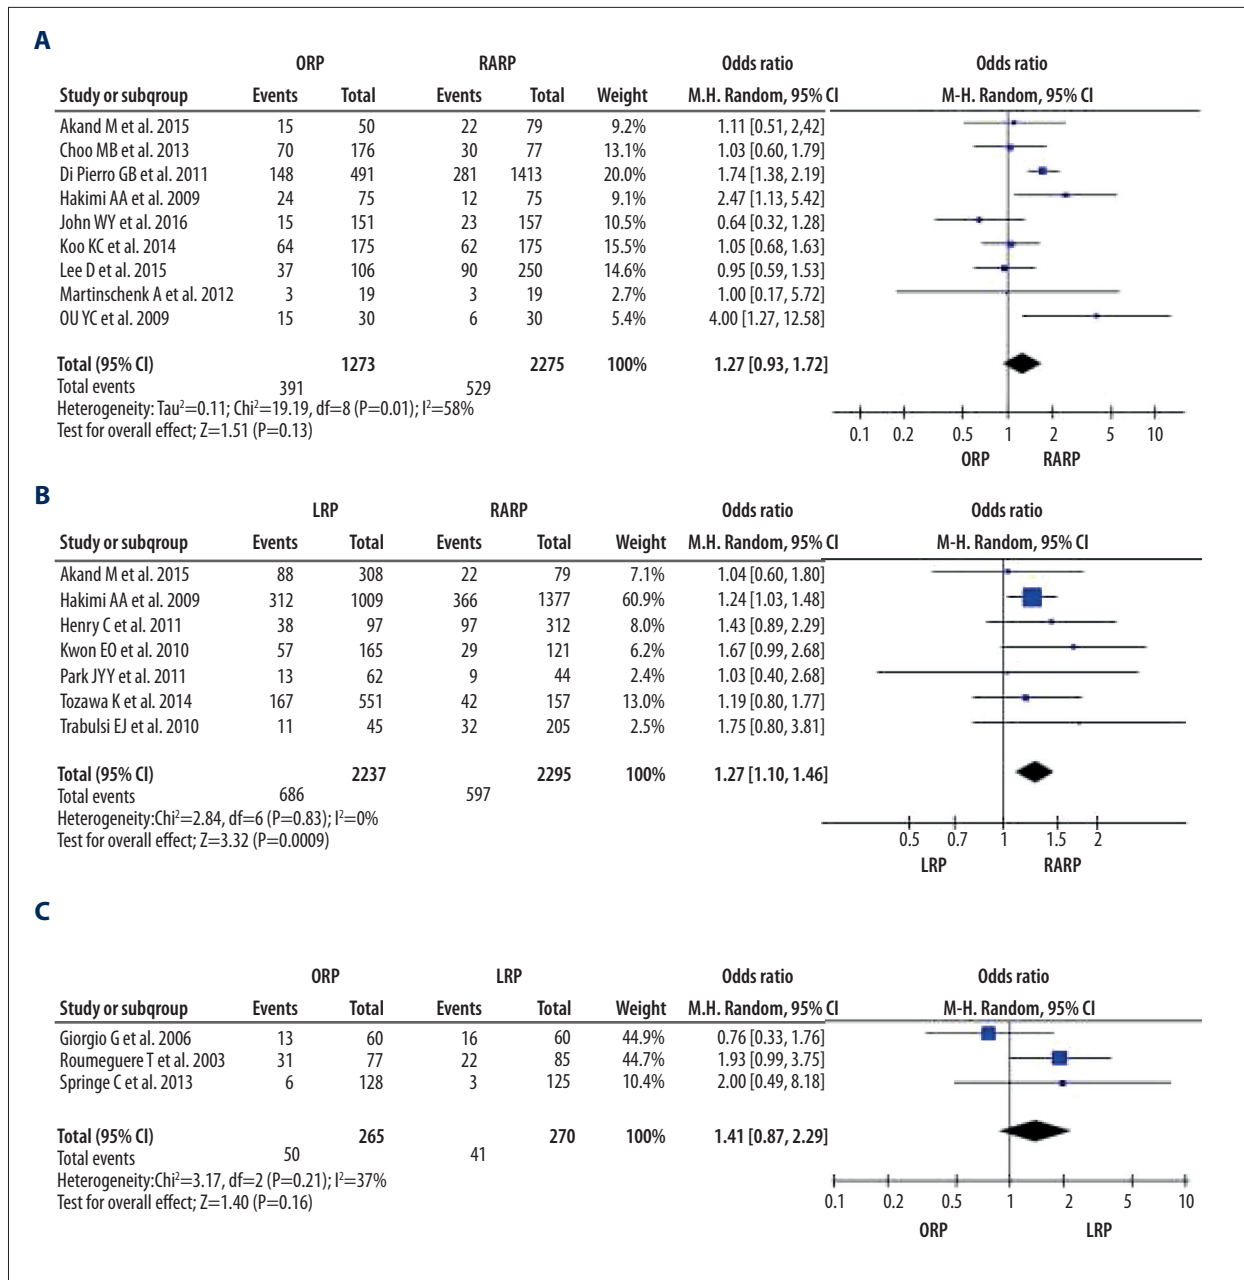 A
ORP RARP Odds ratio Odds ratio
Study or subqroup Events Total Events Total Weight M.H. Random, 95% CI M-H. Random, 95% CI
Akand M et al. 2015 15 50 22 79 9.2% 1.11 [0.51, 2,42]
Choo MB et al. 2013 70 176 30 77 13.1% 1.03 [0.60, 1.79]
Di Pierro GB et al. 2011 148 491 281 1413 20.0% 1.74 [1.38, 2.19]
Hakimi AA et al. 2009 24 75 12 75 9.1% 2.47 [1.13, 5.42]
John WY et al. 2016 15 151 23 157 10.5% 0.64 [0.32, 1.28]
Koo KC et al. 2014 64 175 62 175 15.5% 1.05 [0.68, 1.63]
Lee D et al. 2015 37 106 90 250 14.6% 0.95 [0.59, 1.53]
Martinschenk A et al. 2012 3 19 3 19 2.7% 1.00 [0.17, 5.72]
OU YC et al. 2009 15 30 6 30 5.4% 4.00 [1.27, 12.58]
Total (95% CI) 1273 2275 100% 1.27 [0.93, 1.72]
Total events 391 529
Heterogeneity: Tau²=0.11; Chi²=19.19, df=8 (P=0.01); I²=58%
Test for overall effect; Z=1.51 (P=0.13)
0.1 0.2 0.5 1 2 5 10
ORP RARP
B
LRP RARP Odds ratio Odds ratio
Study or subqroup Events Total Events Total Weight M.H. Random, 95% CI M-H. Random, 95% CI
Akand M et al. 2015 88 308 22 79 7.1% 1.04 [0.60, 1.80]
Hakimi AA et al. 2009 312 1009 366 1377 60.9% 1.24 [1.03, 1.48]
Henry C et al. 2011 38 97 97 312 8.0% 1.43 [0.89, 2.29]
Kwon EO et al. 2010 57 165 29 121 6.2% 1.67 [0.99, 2.68]
Park JYY et al. 2011 13 62 9 44 2.4% 1.03 [0.40, 2.68]
Tozawa K et al. 2014 167 551 42 157 13.0% 1.19 [0.80, 1.77]
Trabulsi EJ et al. 2010 11 45 32 205 2.5% 1.75 [0.80, 3.81]
Total (95% CI) 2237 2295 100% 1.27 [1.10, 1.46]
Total events 686 597
Heterogeneity:Chi²=2.84, df=6 (P=0.83); I²=0%
Test for overall effect; Z=3.32 (P=0.0009)
0.5 0.7 1 1.5 2
LRP RARP
C
ORP LRP Odds ratio Odds ratio
Study or subqroup Events Total Events Total Weight M.H. Random, 95% CI M-H. Random, 95% CI
Giorgio G et al. 2006 13 60 16 60 44.9% 0.76 [0.33, 1.76]
Roumeguere T et al. 2003 31 77 22 85 44.7% 1.93 [0.99, 3.75]
Springe C et al. 2013 6 128 3 125 10.4% 2.00 [0.49, 8.18]
Total (95% CI) 265 270 100% 1.41 [0.87, 2.29]
Total events 50 41
Heterogeneity:Chi²=3.17, df=2 (P=0.21); I²=37%
Test for overall effect; Z=1.40 (P=0.16)
0.1 0.2 0.5 1 2 5 10
ORP LRP